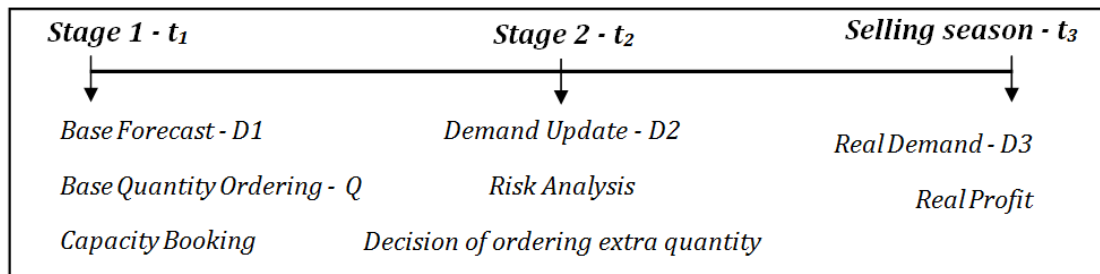 Stage 1 - t₁
Stage 2 - t₂
Selling season - t₃
Base Forecast - D1
Demand Update - D2
Real Demand - D3
Base Quantity Ordering - Q
Risk Analysis
Real Profit
Capacity Booking
Decision of ordering extra quantity